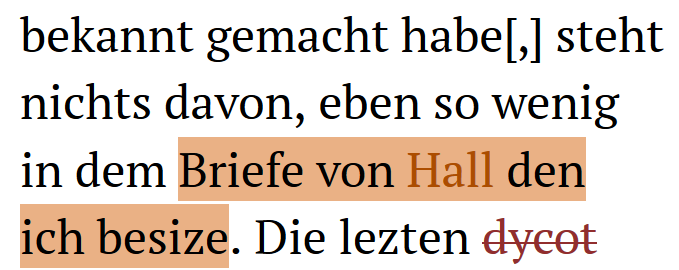 bekannt gemacht habe[,] steht
nichts davon, eben so wenig
in dem Briefe von Hall den
ich besize. Die lezten dycot